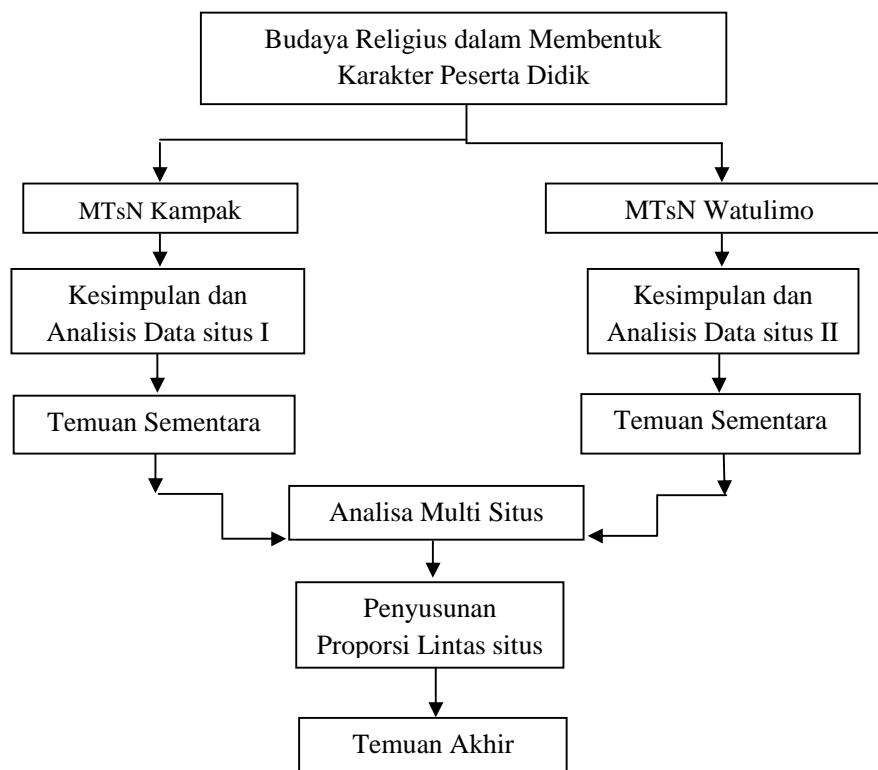 Budaya Religius dalam Membentuk
Karakter Peserta Didik
MTsN Kampak
MTsN Watulimo
Kesimpulan dan
Analisis Data situs I
Kesimpulan dan
Analisis Data situs II
Temuan Sementara
Temuan Sementara
Analisa Multi Situs
Penyusunan
Proporsi Lintas situs
Temuan Akhir